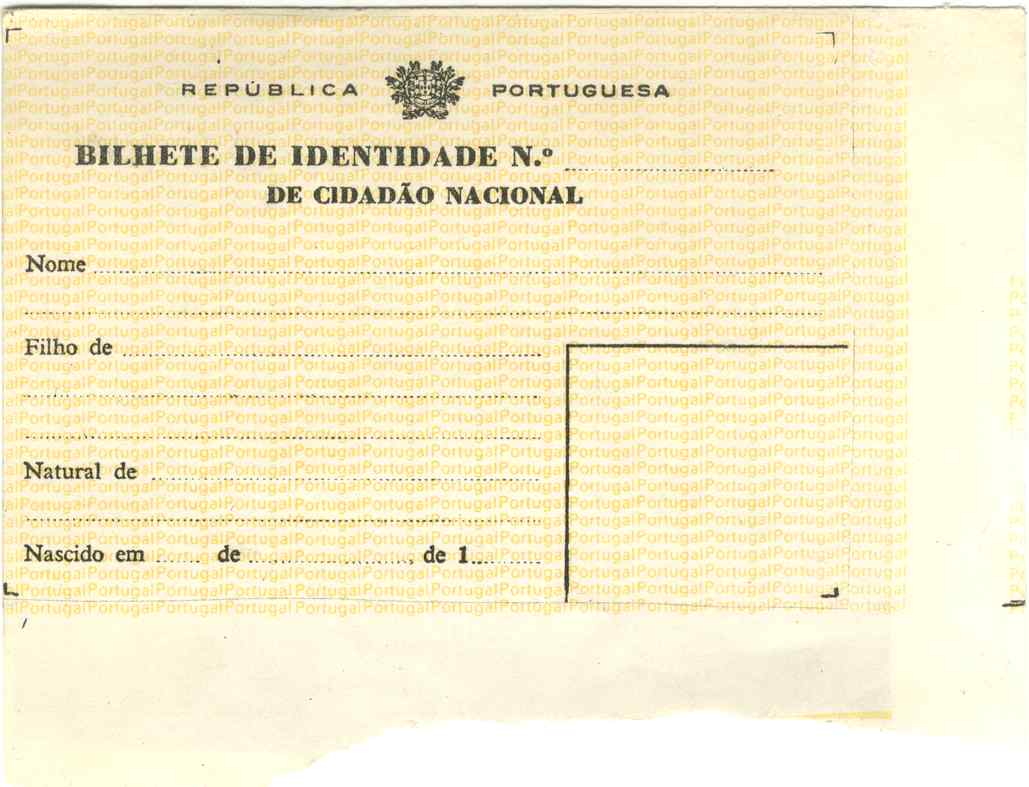 REPÚBLICA PORTUGUESA
BILHETE DE IDENTIDADE N.º
DE CIDADÃO NACIONAL
Nome
Filho de
Natural de
Nascido em ...... de ......................, de 1..........